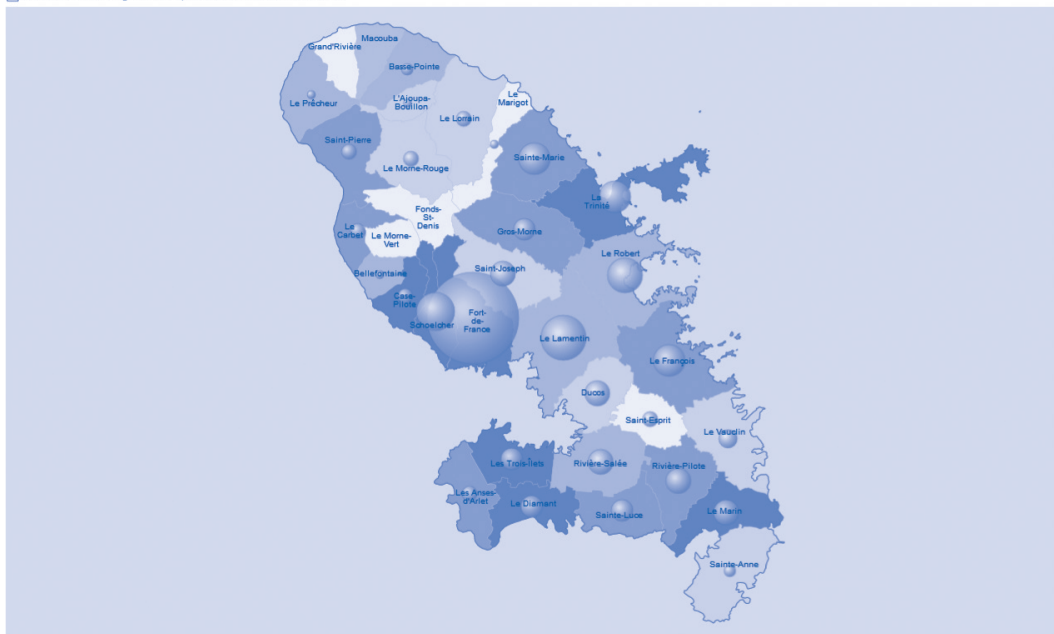 Macouba
Grand'Rivière
Basse-Pointe
Le
Marigot
Le Prêcheur
L'Ajoupa-
Bouillon
Le Lorrain
Saint-Pierre
Sainte-Marie
Le Morne-Rouge
La
Trinité
Fonds-
St-
Denis
Le
Carbet
Le Morne-
Vert
Gros-Morne
Le Robert
Bellefontaine
Saint-Joseph
Case-
Pilote
Schoelcher
Fort-
de-
France
Le Lamentin
Le François
Ducos
Saint-Esprit
Le Vauclin
Les Trois-Îlets
Rivière-Salée
Rivière-Pilote
Les Anses-
d'Arlet
Le Diamant
Sainte-Luce
Le Marin
Sainte-Anne